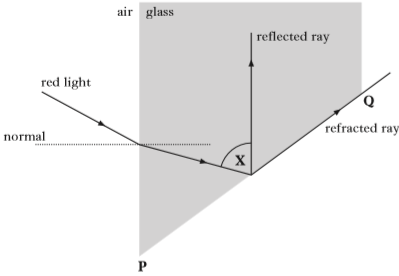 air glass
reflected ray
red light
Q
refracted ray
normal
X
P